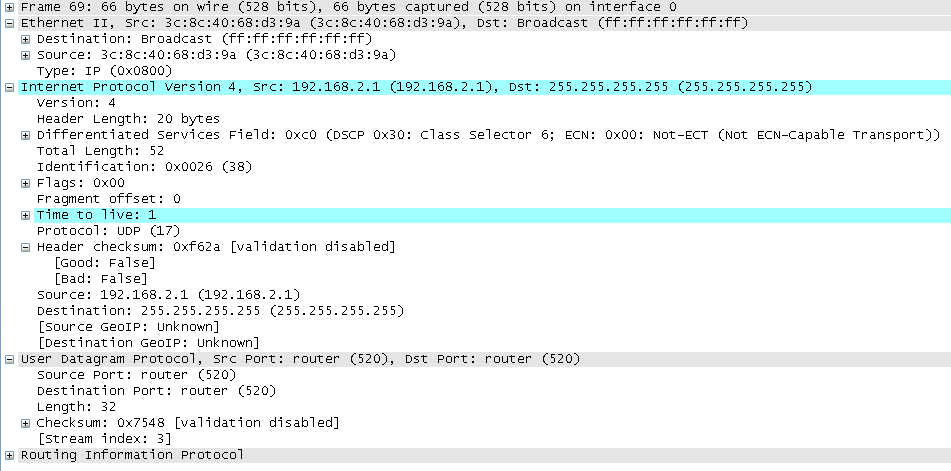 Frame 69: 66 bytes on wire (528 bits), 66 bytes captured (528 bits) on interface 0
Ethernet II, Src: 3c:8c:40:68:d3:9a (3c:8c:40:68:d3:9a), Dst: Broadcast (ff:ff:ff:ff:ff:ff)
Destination: Broadcast (ff:ff:ff:ff:ff:ff)
Source: 3c:8c:40:68:d3:9a (3c:8c:40:68:d3:9a)
Type: IP (0x0800)
Internet Protocol Version 4, Src: 192.168.2.1 (192.168.2.1), Dst: 255.255.255.255 (255.255.255.255)
Version: 4
Header Length: 20 bytes
Differentiated Services Field: 0xc0 (DSCP 0x30: Class Selector 6; ECN: 0x00: Not-ECT (Not ECN-Capable Transport))
Total Length: 52
Identification: 0x0026 (38)
Flags: 0x00
Fragment offset: 0
Time to live: 1
Protocol: UDP (17)
Header checksum: 0xf62a [validation disabled]
[Good: False]
[Bad: False]
Source: 192.168.2.1 (192.168.2.1)
Destination: 255.255.255.255 (255.255.255.255)
[Source GeoIP: Unknown]
[Destination GeoIP: Unknown]
User Datagram Protocol, Src Port: router (520), Dst Port: router (520)
Source Port: router (520)
Destination Port: router (520)
Length: 32
Checksum: 0x7548 [validation disabled]
[Stream index: 3]
Routing Information Protocol